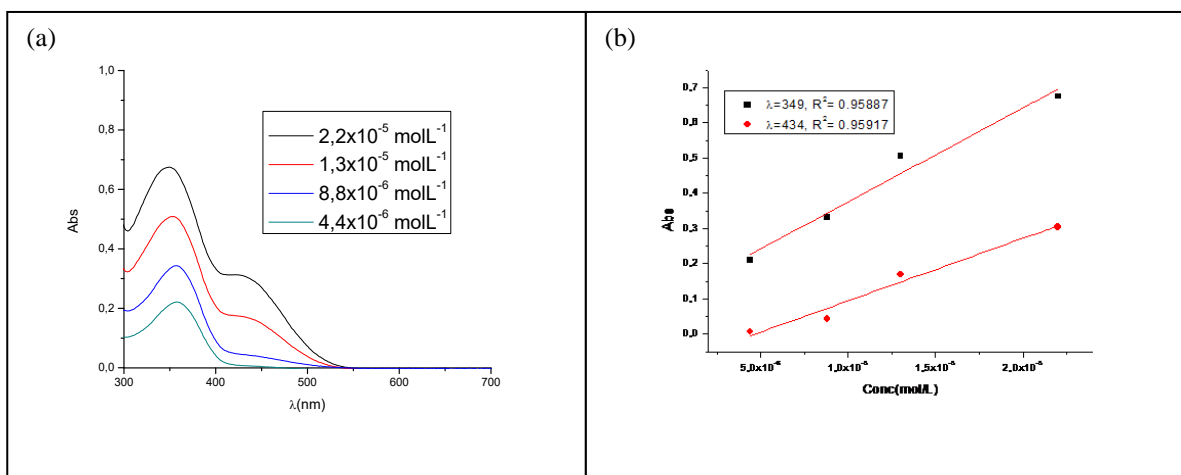 (a)
1,0
0,8
0,6
0,4
0,2
0,0
Abs
2,2x10⁻⁵ molL⁻¹
1,3x10⁻⁵ molL⁻¹
8,8x10⁻⁶ molL⁻¹
4,4x10⁻⁶ molL⁻¹
300 400 500 600 700
λ(nm)
(b)
0,7
0,6
0,5
0,4
0,3
0,2
0,1
0,0
Abs
λ=349, R²= 0.95887
λ=434, R²= 0.95917
5,0x10⁻⁶ 1,0x10⁻⁵ 1,5x10⁻⁵ 2,0x10⁻⁵
Conc(mol/L)